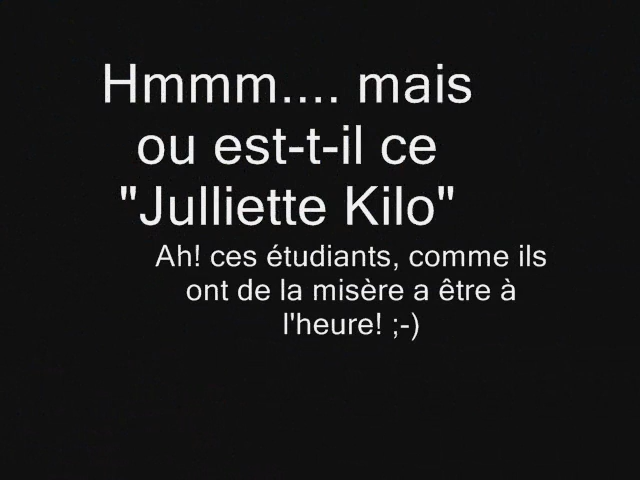 Hmmm.... mais
ou est-t-il ce
"Julliette Kilo"
Ah! ces étudiants, comme ils
ont de la misère a être à
l'heure! ;-)